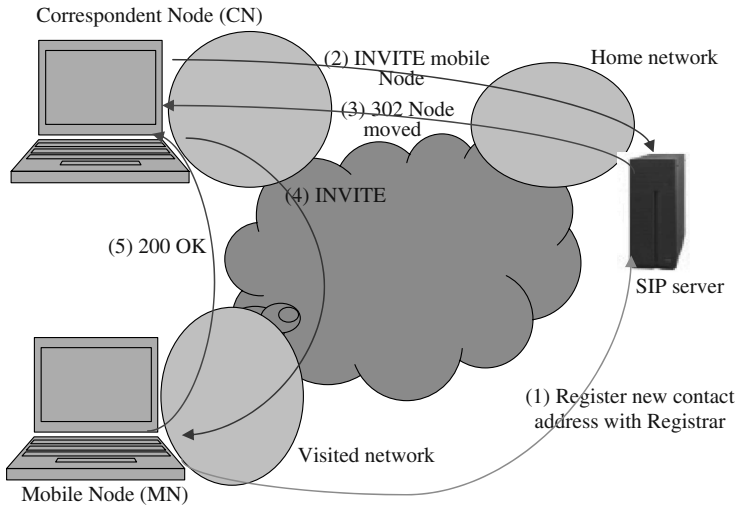 Correspondent Node (CN)
(2) INVITE mobile
Node
Home network
(3) 302 Node
moved
(4) INVITE
(5) 200 OK
SIP server
(1) Register new contact
address with Registrar
Visited network
Mobile Node (MN)